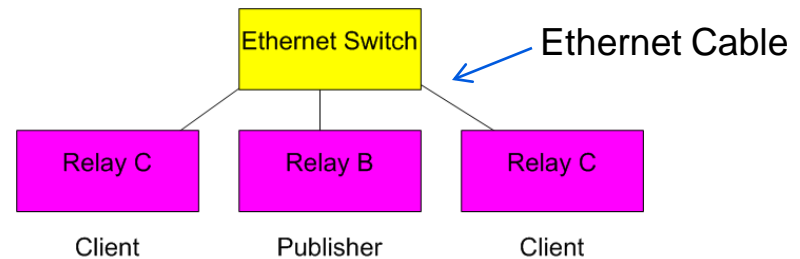 Ethernet Switch
Ethernet Cable
Relay C
Relay B
Relay C
Client
Publisher
Client